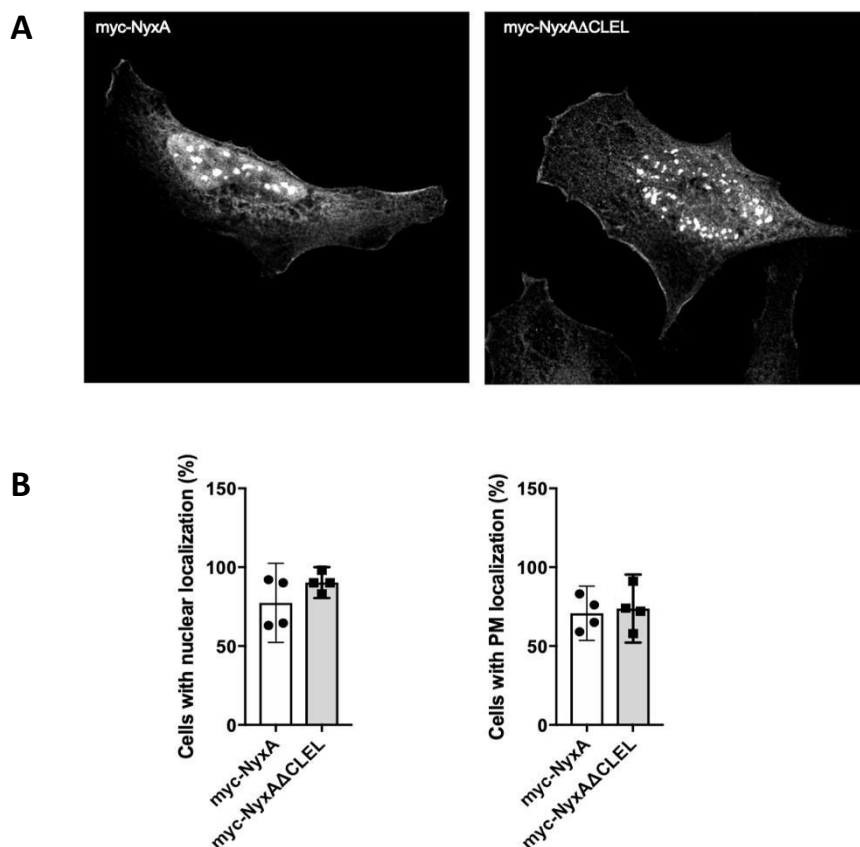 A
myc-NyxA
myc-NyxAΔCLEL
B
Cells with nuclear localization (%)
150
100
50
0
myc-NyxA
myc-NyxAΔCLEL
Cells with PM localization (%)
150
100
50
0
myc-NyxA
myc-NyxAΔCLEL